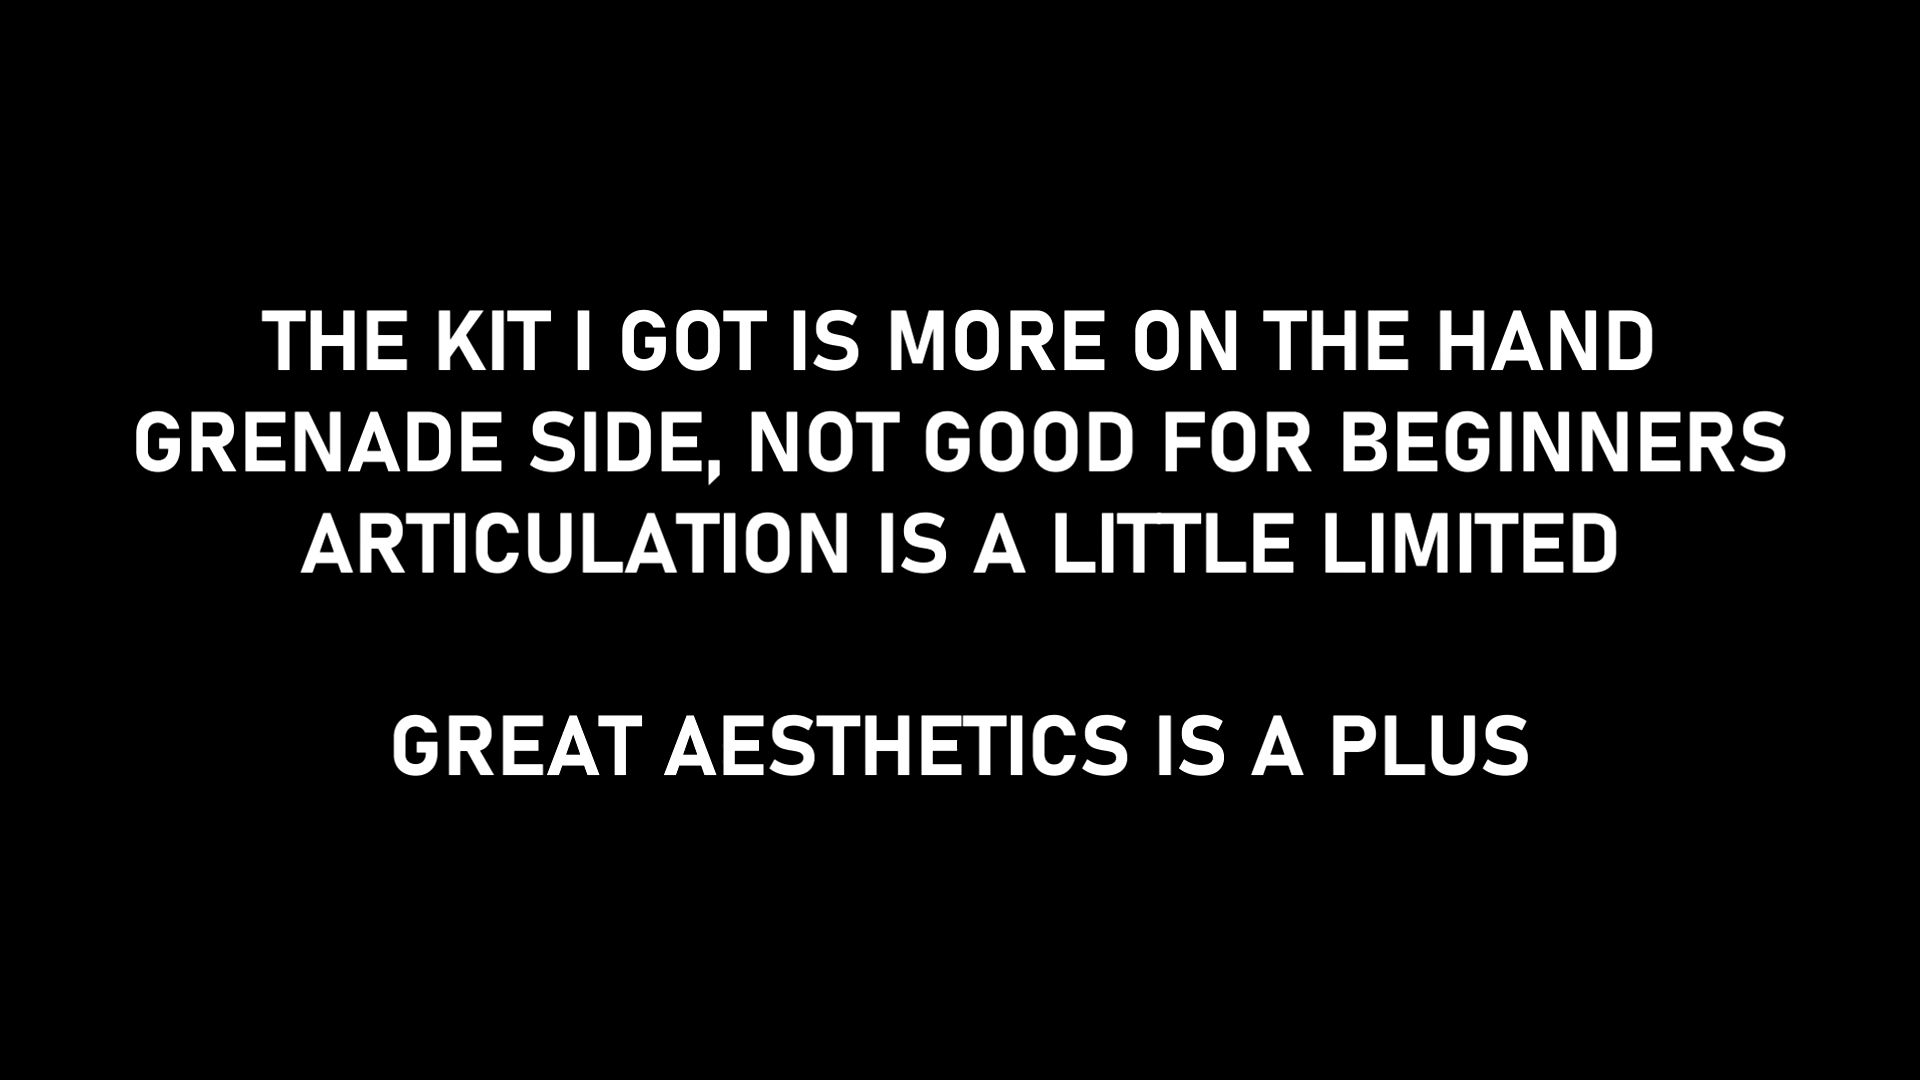 THE KIT I GOT IS MORE ON THE HAND
GRENADE SIDE, NOT GOOD FOR BEGINNERS
ARTICULATION IS A LITTLE LIMITED
GREAT AESTHETICS IS A PLUS